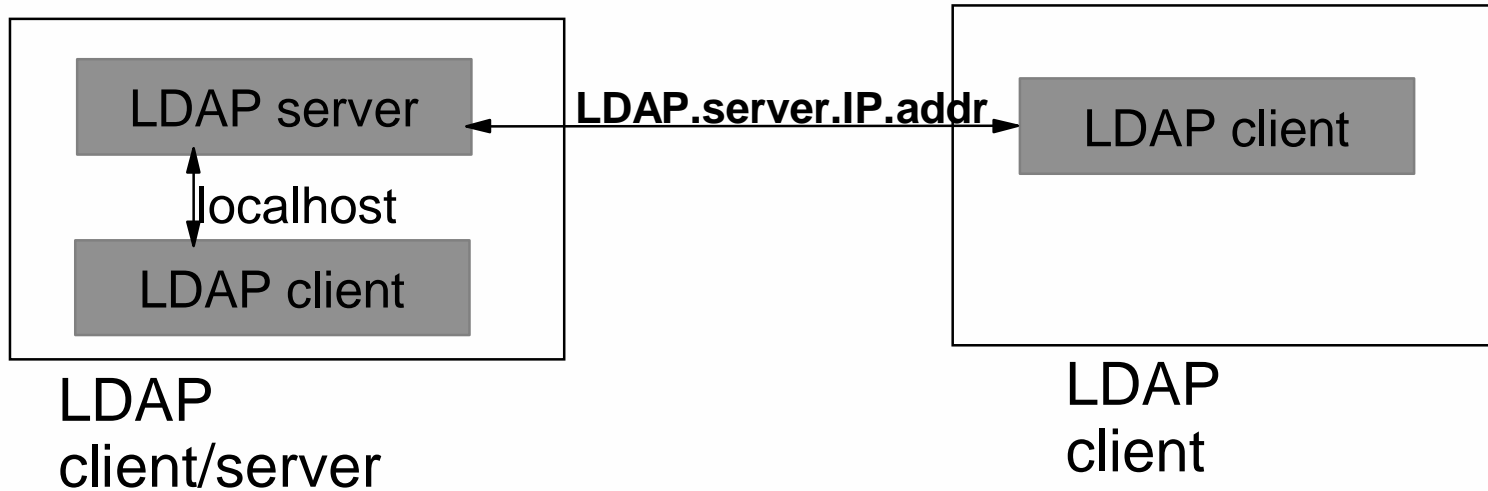 LDAP server
LDAP.server.IP.addr
LDAP client
localhost
LDAP client
LDAP
client/server
LDAP
client